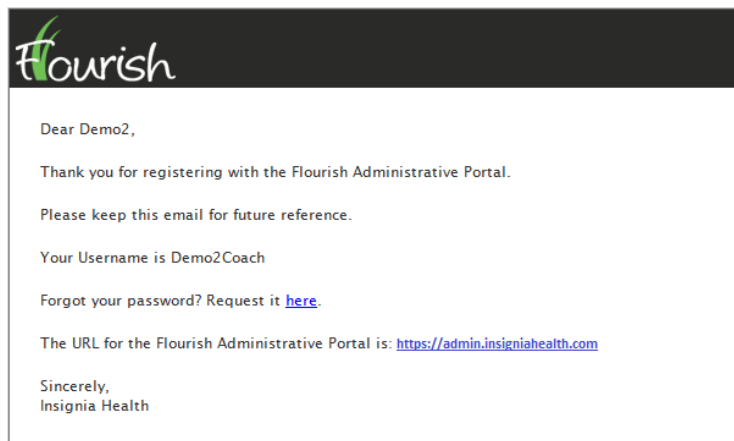 Flourish
Dear Demo2,
Thank you for registering with the Flourish Administrative Portal.
Please keep this email for future reference.
Your Username is Demo2Coach
Forgot your password? Request it here.
The URL for the Flourish Administrative Portal is: https://admin.insigniahealth.com
Sincerely,
Insignia Health